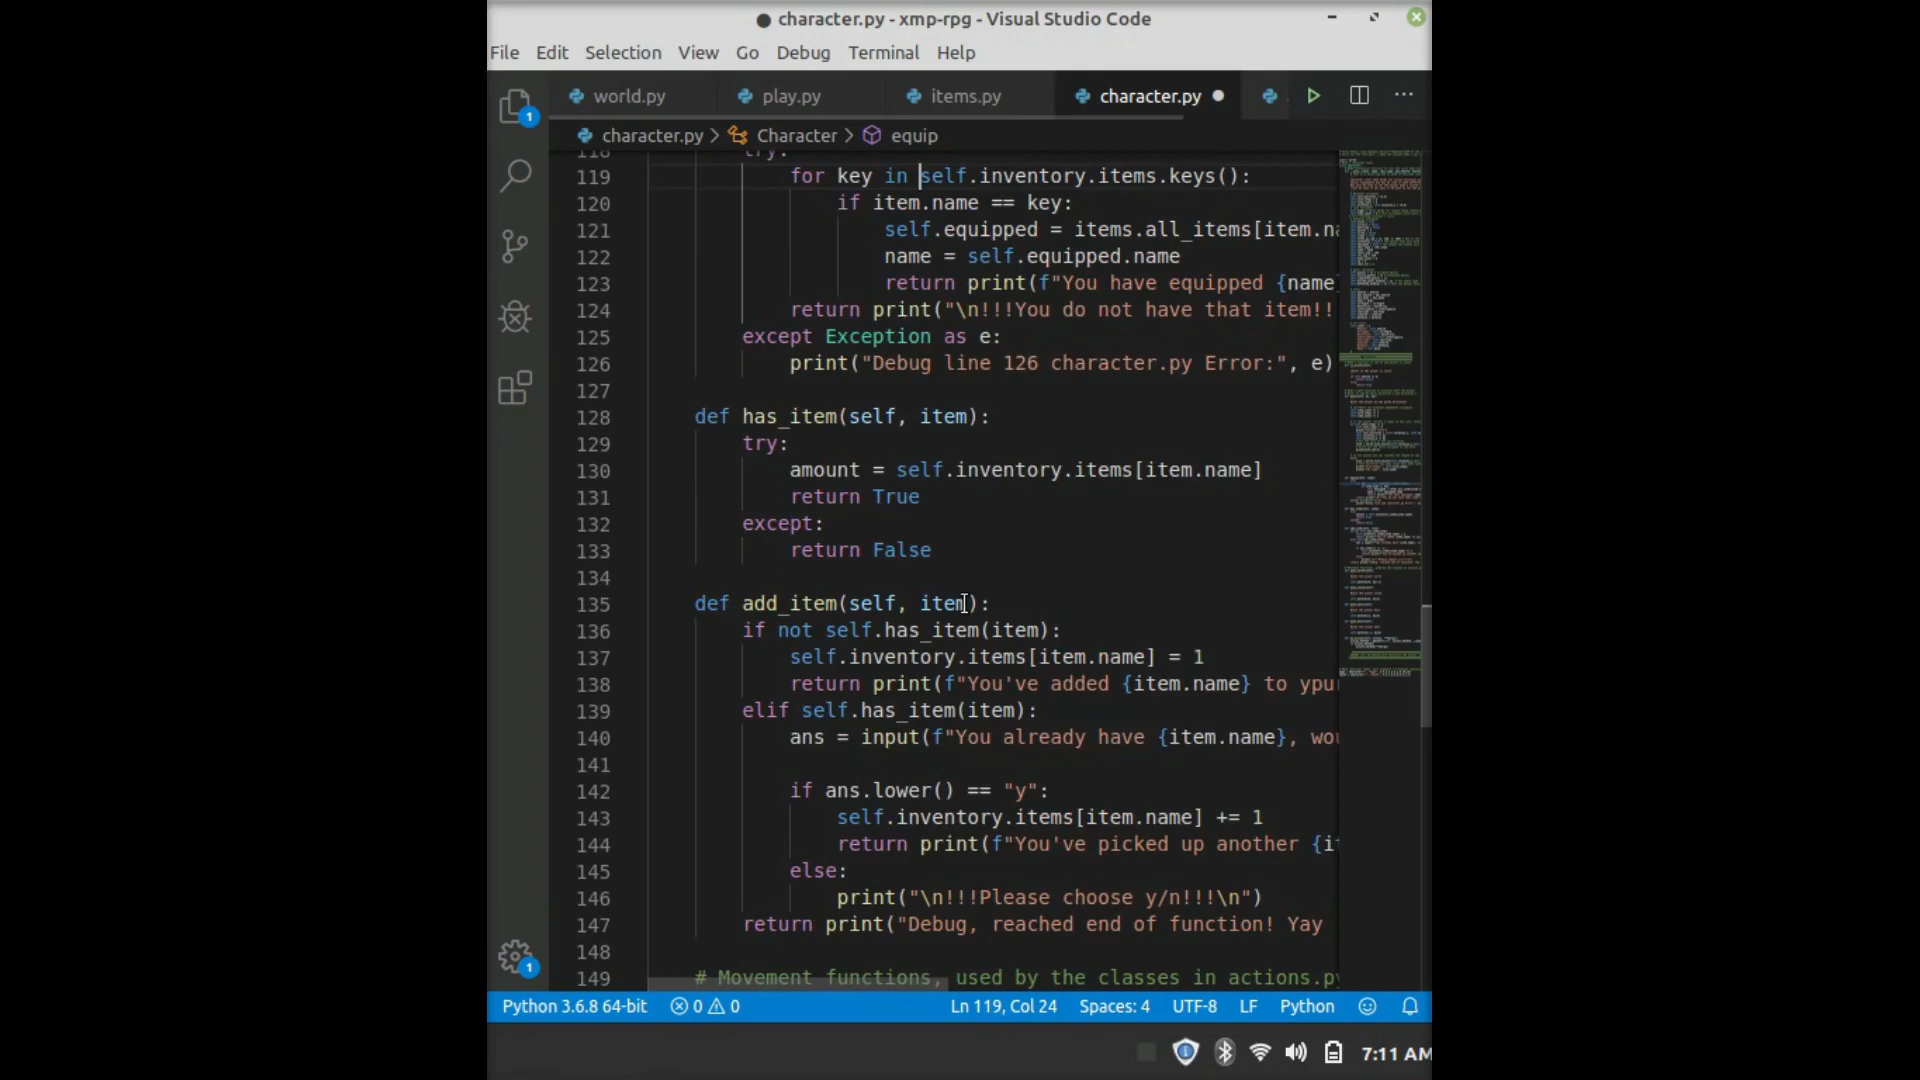 character.py - xmp-rpg - Visual Studio Code
File Edit Selection View Go Debug Terminal Help
world.py play.py items.py character.py
character.py > Character > equip
1
118 try:
119 for key in self.inventory.items.keys():
120 if item.name == key:
121 self.equipped = items.all_items[item.na
122 name = self.equipped.name
123 return print(f"You have equipped {name
124 return print("\n!!!You do not have that item!!
125 except Exception as e:
126 print("Debug line 126 character.py Error:", e)
127
128 def has_item(self, item):
129 try:
130 amount = self.inventory.items[item.name]
131 return True
132 except:
133 return False
134
135 def add_item(self, item):
136 if not self.has_item(item):
137 self.inventory.items[item.name] = 1
138 return print(f"You've added {item.name} to ypur
139 elif self.has_item(item):
140 ans = input(f"You already have {item.name}, wou
141
142 if ans.lower() == "y":
143 self.inventory.items[item.name] += 1
144 return print(f"You've picked up another {it
145 else:
146 print("\n!!!Please choose y/n!!!\n")
147 return print("Debug, reached end of function! Yay
148
149 # Movement functions, used by the classes in actions.py
1
Python 3.6.8 64-bit 0 0 Ln 119, Col 24 Spaces: 4 UTF-8 LF Python
7:11 AM